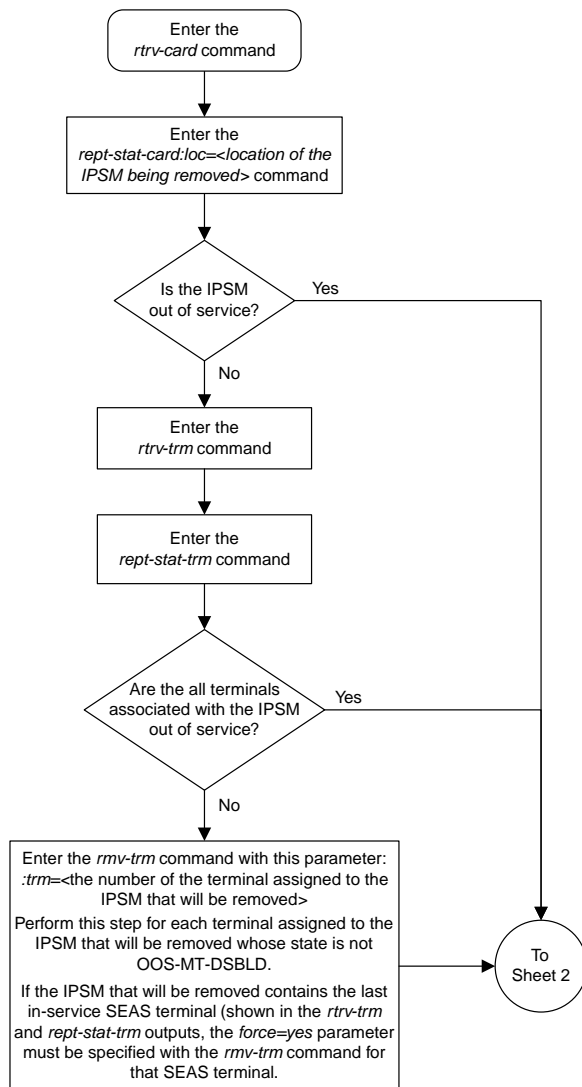 Enter the
rtrv-card command
Enter the
rept-stat-card:loc=<location of the
IPSM being removed> command
Is the IPSM
out of service?
Yes
No
Enter the
rtrv-trm command
Enter the
rept-stat-trm command
Are the all terminals
associated with the IPSM
out of service?
Yes
No
Enter the rmv-trm command with this parameter:
:trm=<the number of the terminal assigned to the
IPSM that will be removed>
Perform this step for each terminal assigned to the
IPSM that will be removed whose state is not
OOS-MT-DSBLD.
If the IPSM that will be removed contains the last
in-service SEAS terminal (shown in the rtrv-trm
and rept-stat-trm outputs, the force=yes parameter
must be specified with the rmv-trm command for
that SEAS terminal.
To
Sheet 2